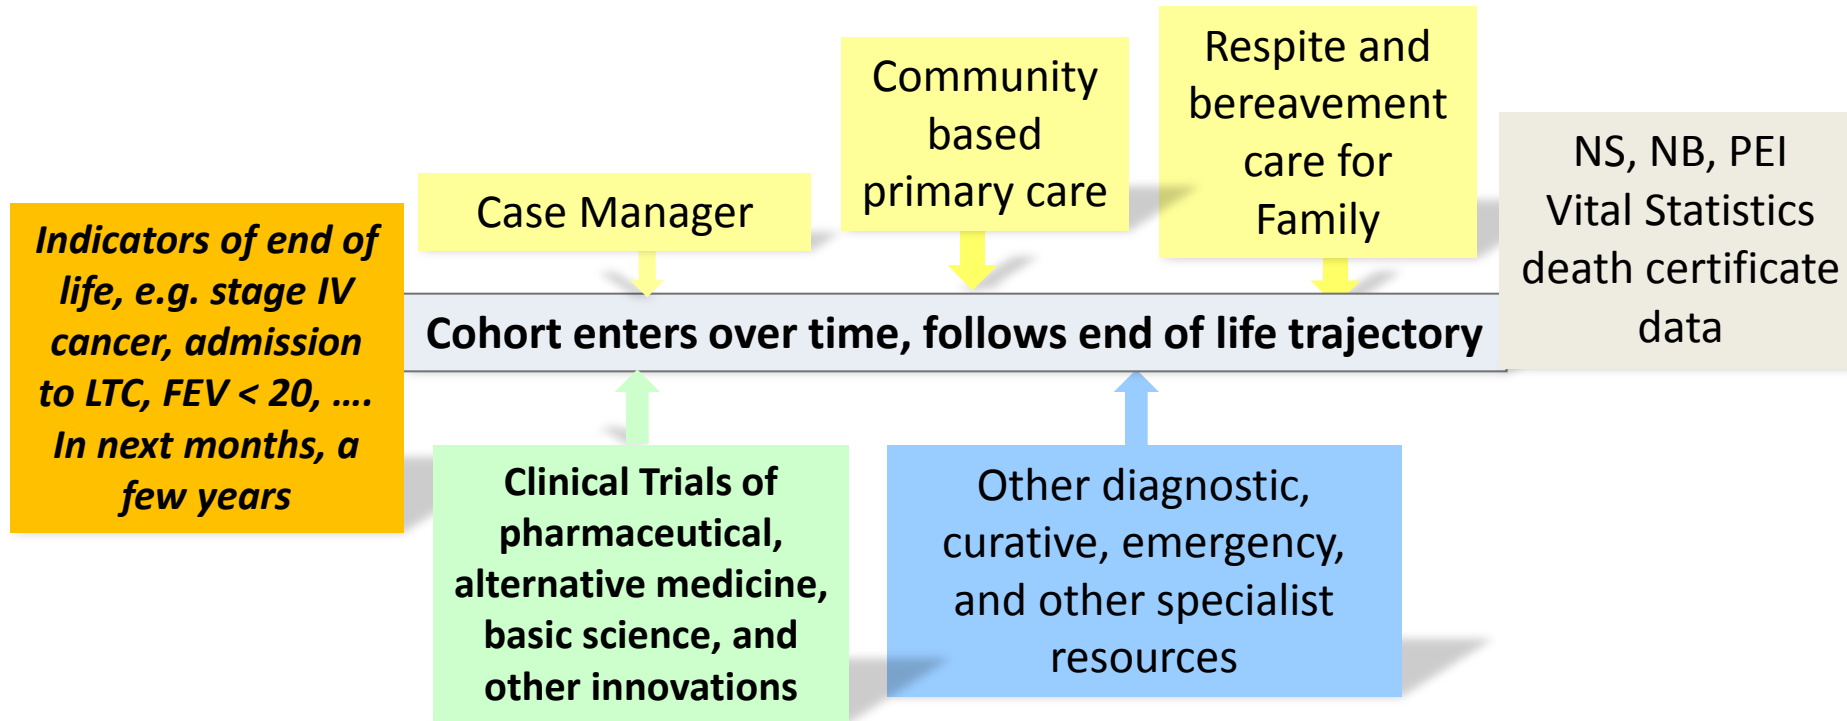 Indicators of end of
life, e.g. stage IV
cancer, admission
to LTC, FEV < 20, ....
In next months, a
few years
Case Manager
Community
based
primary care
Respite and
bereavement
care for
Family
NS, NB, PEI
Vital Statistics
death certificate
data
Cohort enters over time, follows end of life trajectory
Clinical Trials of
pharmaceutical,
alternative medicine,
basic science, and
other innovations
Other diagnostic,
curative, emergency,
and other specialist
resources